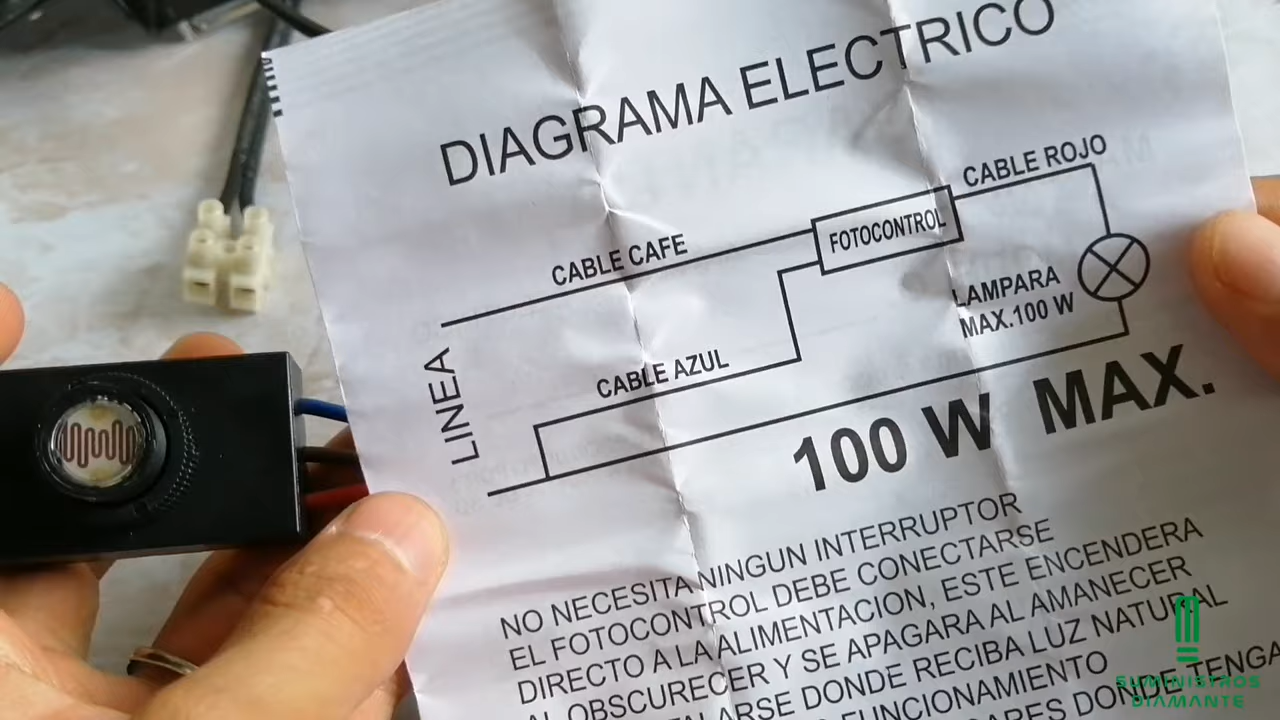 DIAGRAMA ELECTRICO
CABLE ROJO
FOTOCONTROL
CABLE CAFE
LAMPARA
MAX.100 W
CABLE AZUL
LINEA
100 W MAX.
NO NECESITA NINGUN INTERRUPTOR
EL FOTOCONTROL DEBE CONECTARSE
DIRECTO A LA ALIMENTACION, ESTE ENCENDERA
AL OBSCURECER Y SE APAGARA AL AMANECER
DONDE RECIBA LUZ NATURAL
FUNCIONAMIENTO
DONDE TENGA
SUMINISTROS
DIAMANTE